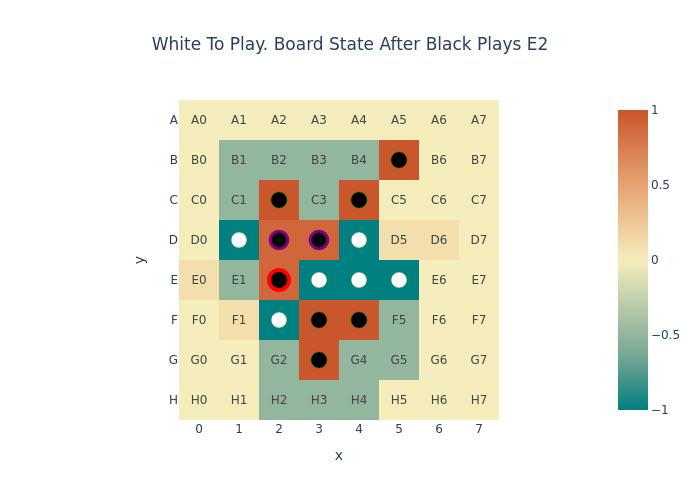 White To Play. Board State After Black Plays E2
A A0 A1 A2 A3 A4 A5 A6 A7
B B0 B1 B2 B3 B4 B6 B7
C C0 C1 C3 C5 C6 C7
D D0 D5 D6 D7
E E0 E1 E6 E7
F F0 F1 F5 F6 F7
G G0 G1 G2 G4 G5 G6 G7
H H0 H1 H2 H3 H4 H5 H6 H7
0 1 2 3 4 5 6 7
x
y
1
0.5
0
−0.5
−1